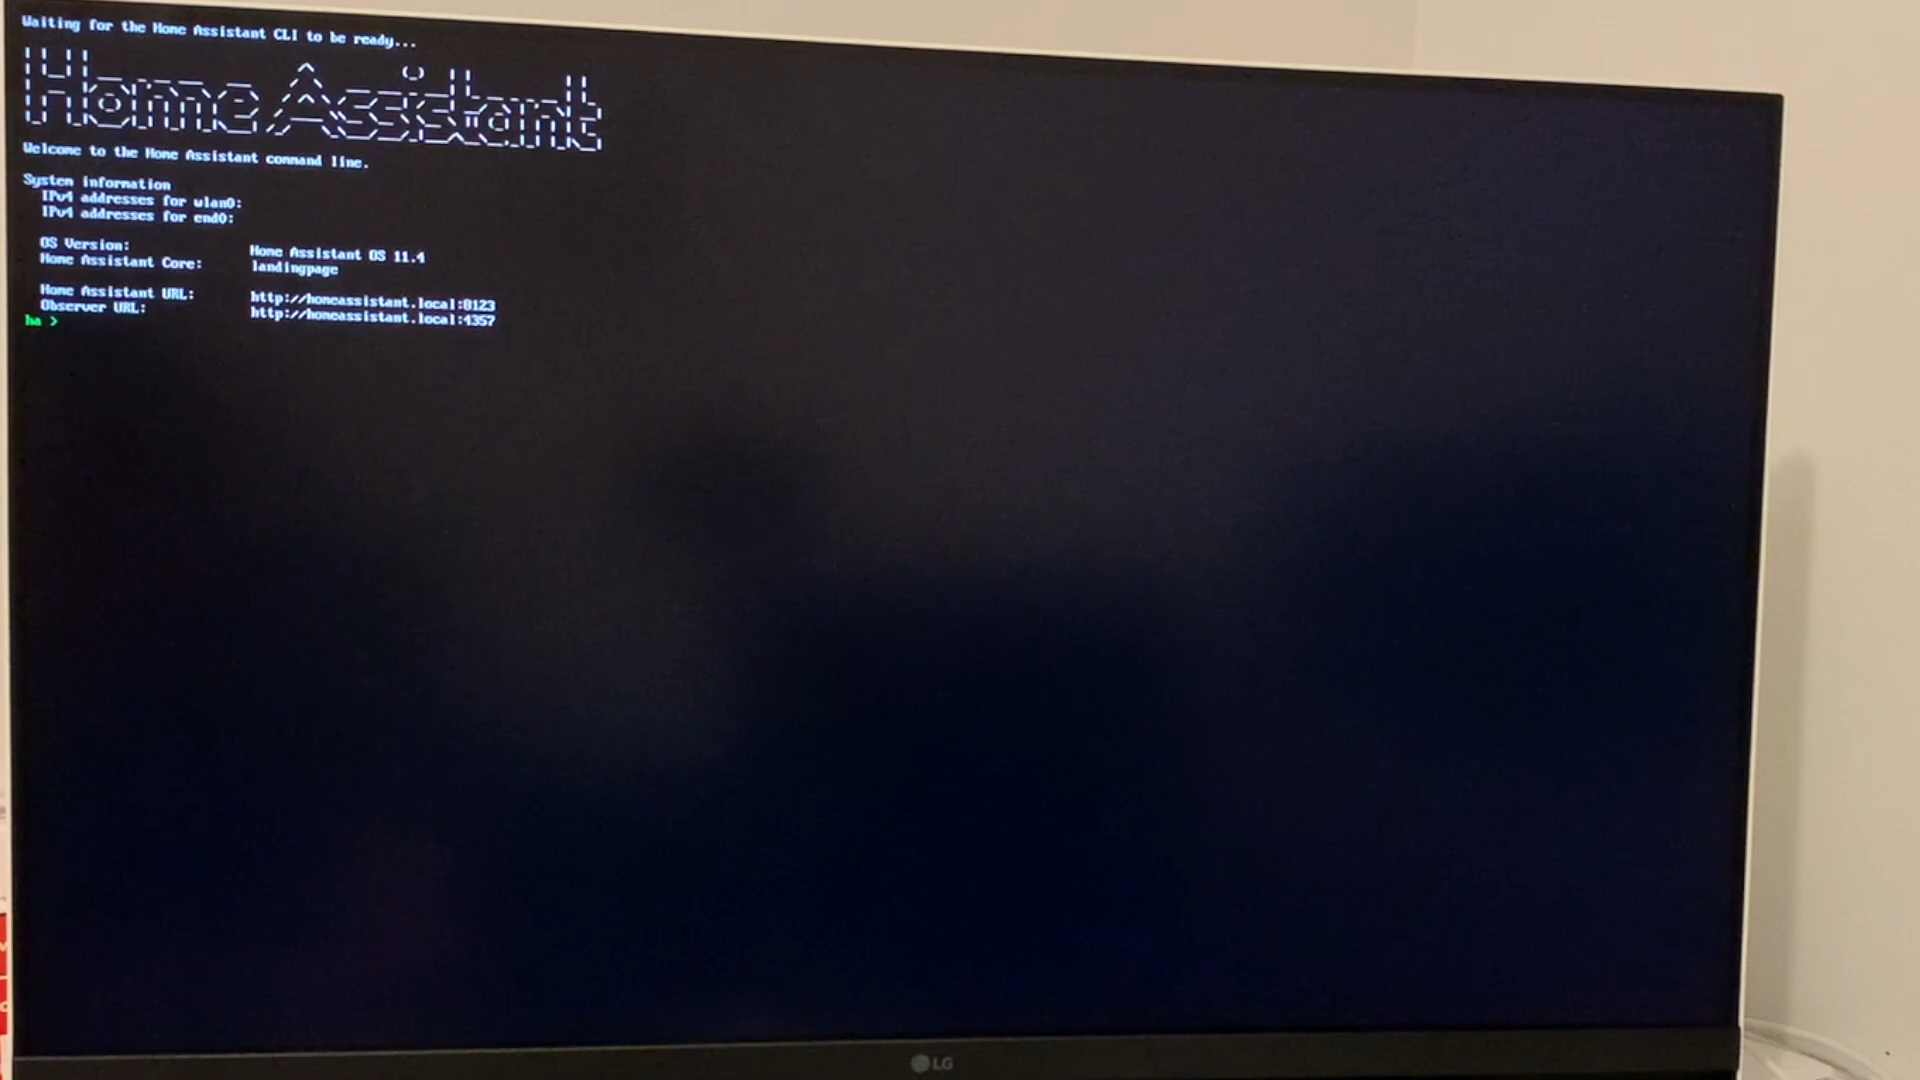 Waiting for the Home Assistant CLI to be ready...
Home Assistant
Welcome to the Home Assistant command line.
System information
IPv4 addresses for wlan0:
IPv4 addresses for end0:
OS Version: Home Assistant OS 11.4
Home Assistant Core: landingpage
Home Assistant URL: http://homeassistant.local:8123
Observer URL: http://homeassistant.local:4357
ha >
LG